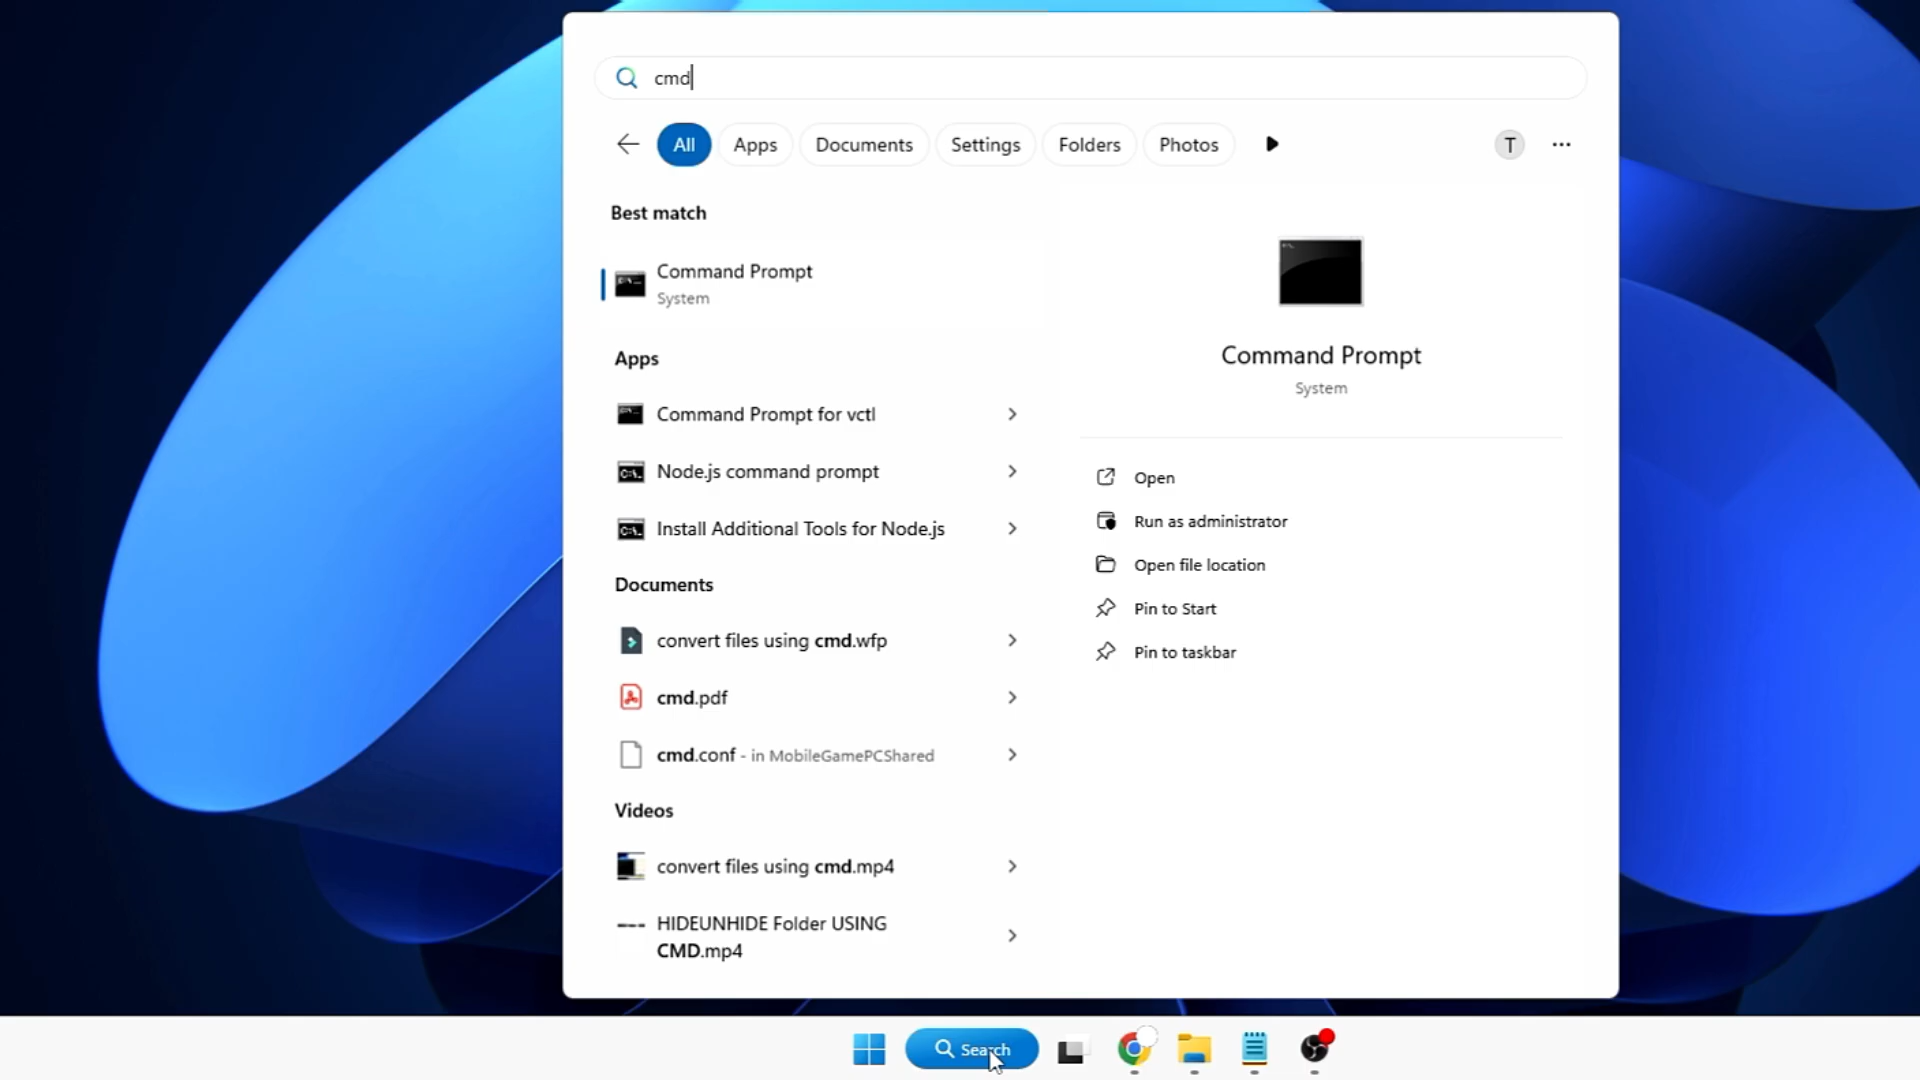 cmd
All
Apps
Documents
Settings
Folders
Photos
T
Best match
Command Prompt
System
Apps
Command Prompt for vctl
Node.js command prompt
Install Additional Tools for Node.js
Documents
convert files using cmd.wfp
cmd.pdf
cmd.conf - in MobileGamePCShared
Videos
convert files using cmd.mp4
HIDEUNHIDE Folder USING
CMD.mp4
Command Prompt
System
Open
Run as administrator
Open file location
Pin to Start
Pin to taskbar
Search